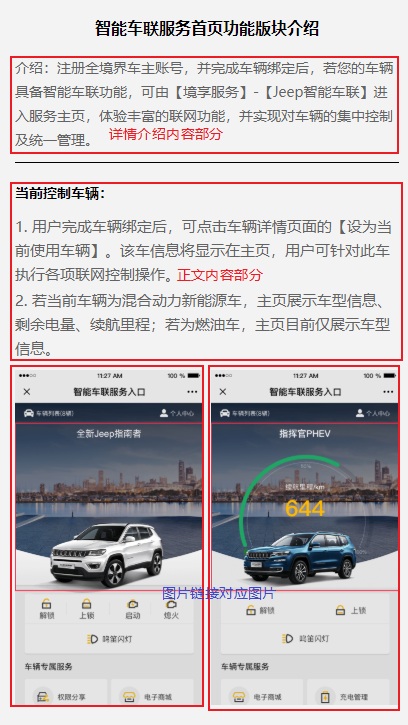 智能车联服务首页功能版块介绍
介绍：注册全境界车主账号，并完成车辆绑定后，若您的车辆
具备智能车联功能，可由【境享服务】-【Jeep智能车联】进
入服务主页，体验丰富的联网功能，并实现对车辆的集中控制
及统一管理。 详情介绍内容部分
当前控制车辆：
1. 用户完成车辆绑定后，可点击车辆详情页面的【设为当
前使用车辆】。该车信息将显示在主页，用户可针对此车
执行各项联网控制操作。正文内容部分
2. 若当前车辆为混合动力新能源车，主页展示车型信息、
剩余电量、续航里程；若为燃油车，主页目前仅展示车型
信息。
11:27 AM 100 %
智能车联服务入口
车辆列表(8辆) 个人中心
全新Jeep指南者
解锁 上锁 启动 熄火
鸣笛闪灯
车辆专属服务
权限分享 电子商城
11:27 AM 100 %
智能车联服务入口
车辆列表(8辆) 个人中心
指挥官PHEV
续航里程/km
644
解锁 上锁
鸣笛闪灯
车辆专属服务
电子商城 充电管理
图片链接对应图片